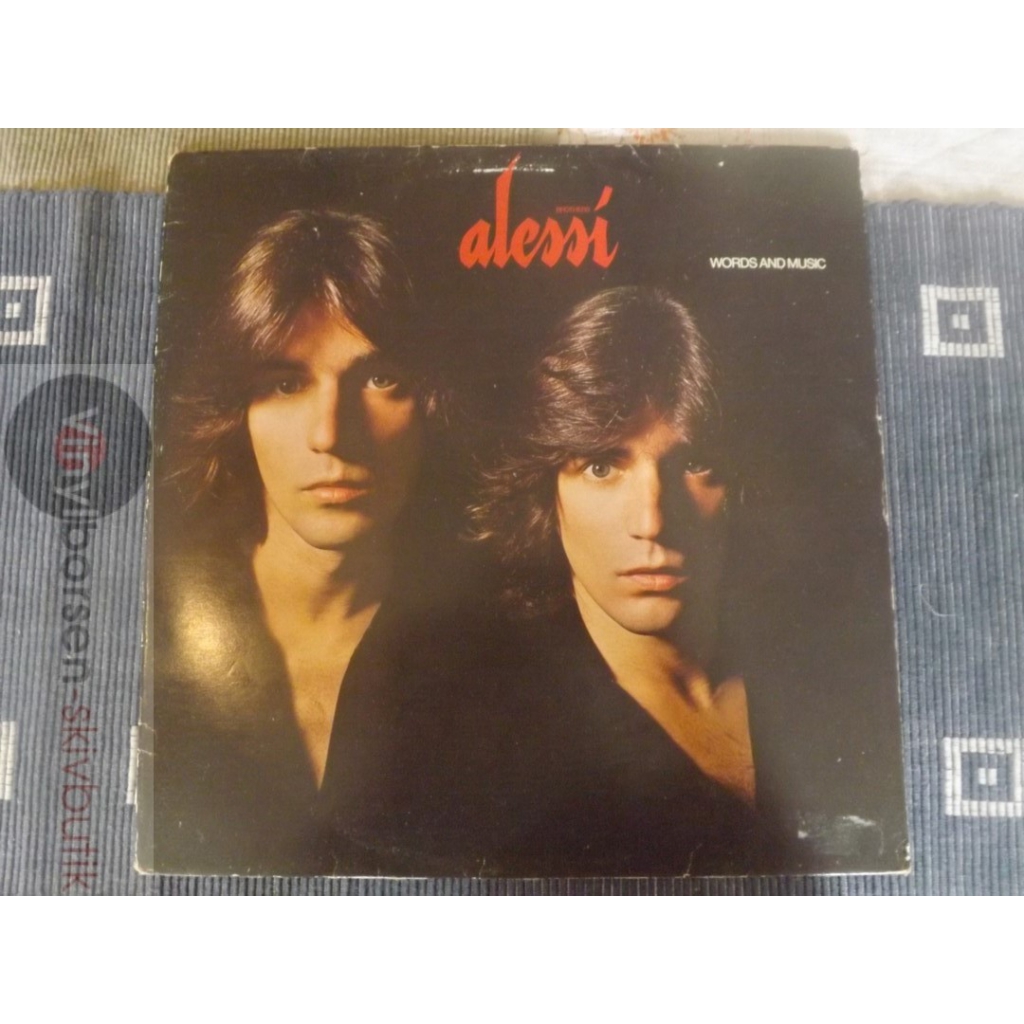 alessi
WORDS AND MUSIC
vinylborsen-skivbutik